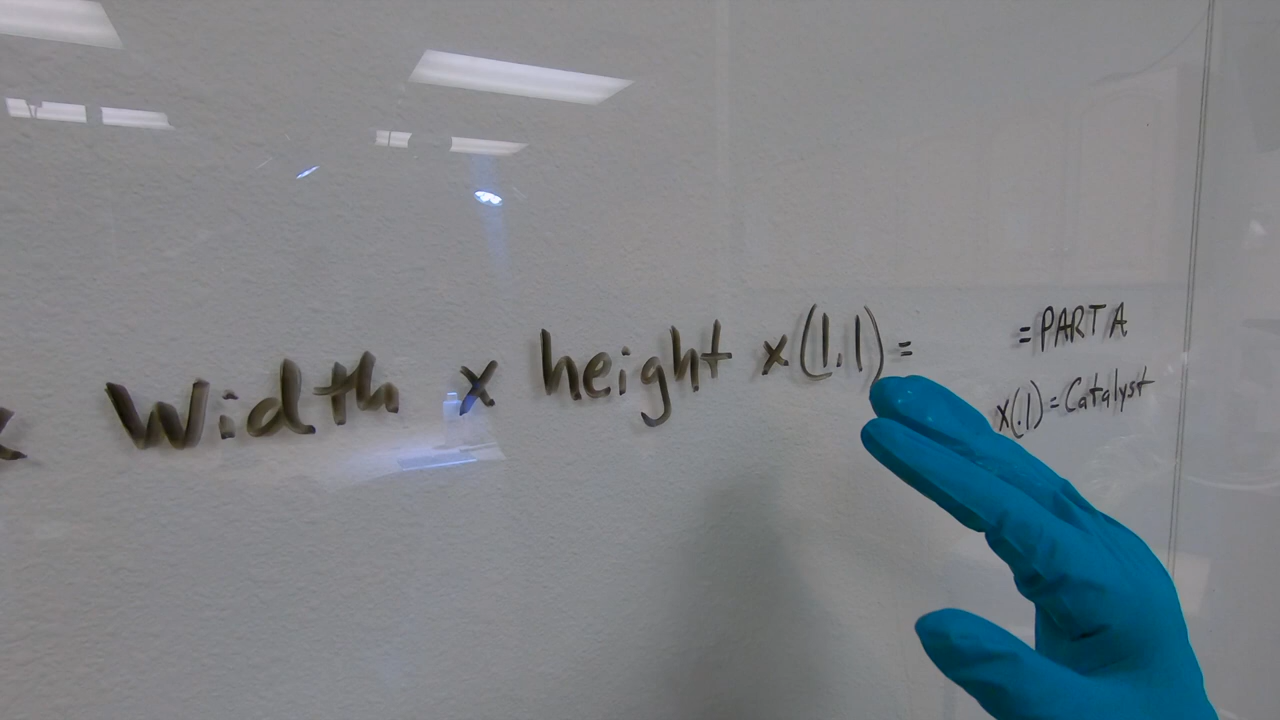 x Width x height x (1.1) =
= PART A
x(.1) = Catalyst